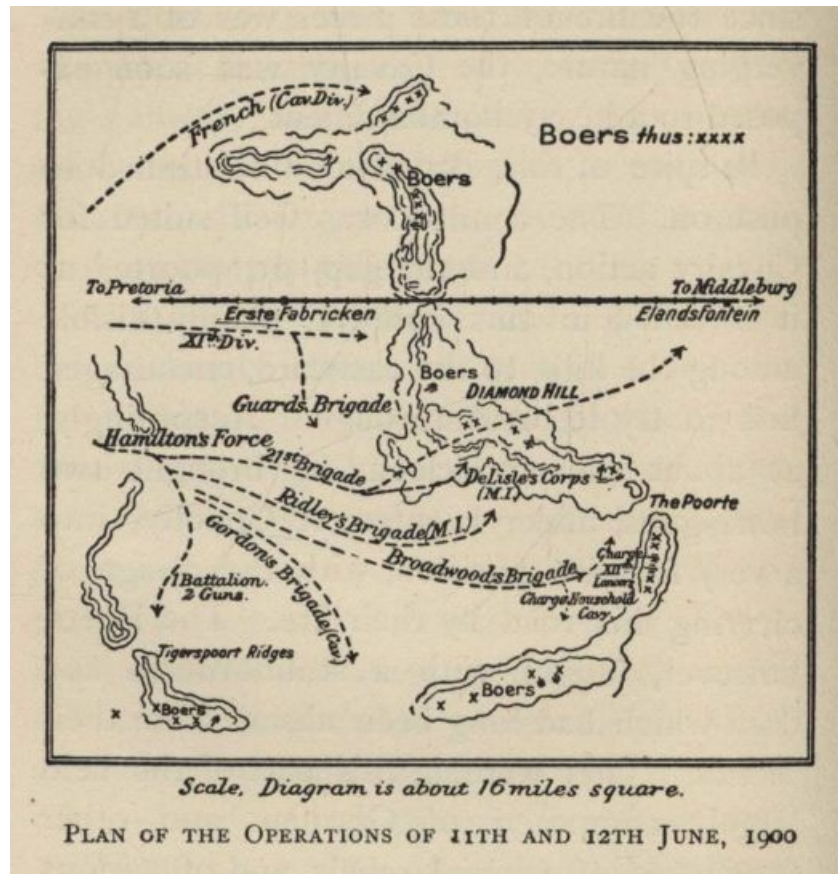 French (Cav. Div.)
Boers thus: xxxx
Boers
To Pretoria
To Middleburg
Erste Fabricken
Elandsfontein
XIth Div.
Boers
DIAMOND HILL
Guards Brigade
Hamilton's Force
21st Brigade
DeLisle's Corps
(M.I.)
The Poorte
Ridley's Brigade (M.I.)
Broadwood's Brigade
Charge
XII
Lancers
Gordon's Brigade (Cav)
1 Battalion.
2 Guns.
Charge Household
Cavy.
Tigerspoort Ridges
Boers
Boers
Scale, Diagram is about 16 miles square.
PLAN OF THE OPERATIONS OF 11TH AND 12TH JUNE, 1900